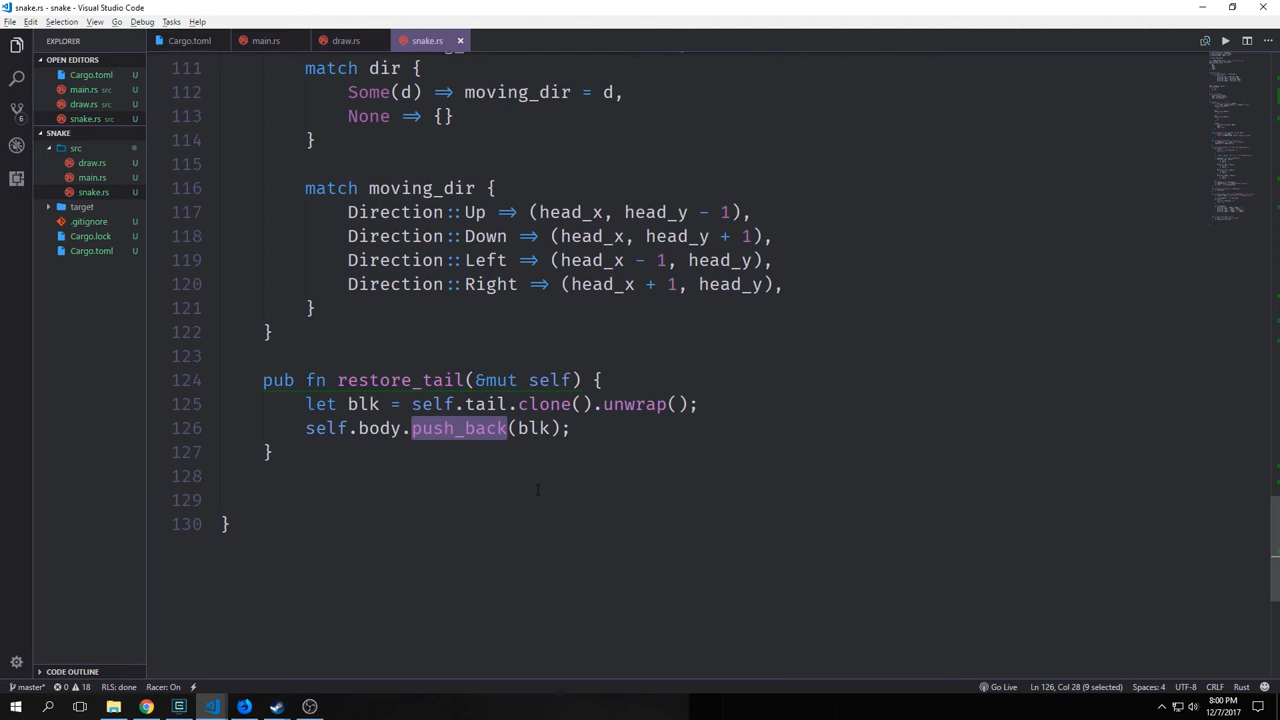 snake.rs - snake - Visual Studio Code
File Edit Selection View Go Debug Tasks Help
EXPLORER
Cargo.toml main.rs draw.rs snake.rs ×
OPEN EDITORS
Cargo.toml U
main.rs src U
draw.rs src U
snake.rs src U
SNAKE
src
draw.rs U
main.rs U
snake.rs U
target
.gitignore U
Cargo.lock U
Cargo.toml U
6
111 match dir {
112 Some(d) => moving_dir = d,
113 None => {}
114 }
115
116 match moving_dir {
117 Direction::Up => (head_x, head_y - 1),
118 Direction::Down => (head_x, head_y + 1),
119 Direction::Left => (head_x - 1, head_y),
120 Direction::Right => (head_x + 1, head_y),
121 }
122 }
123
124 pub fn restore_tail(&mut self) {
125 let blk = self.tail.clone().unwrap();
126 self.body.push_back(blk);
127 }
128
129
130 }
CODE OUTLINE
master* 0 18 RLS: done Racer: On Go Live Ln 126, Col 28 (9 selected) Spaces: 4 UTF-8 CRLF Rust
8:00 PM
12/7/2017